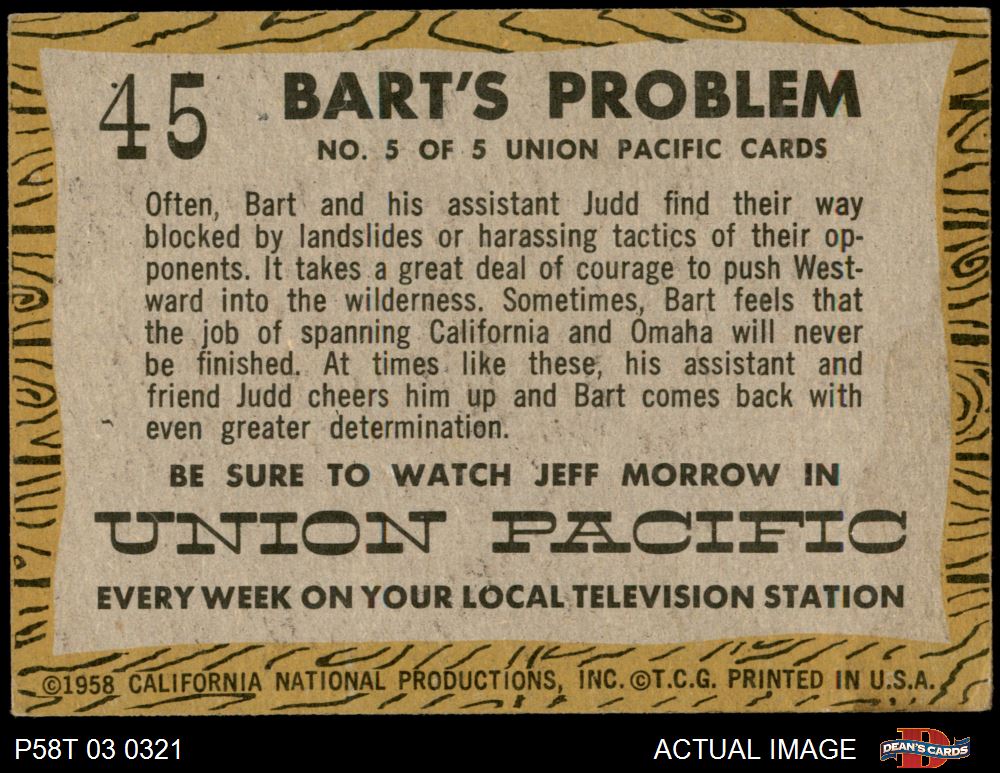 45
BART'S PROBLEM
NO. 5 OF 5 UNION PACIFIC CARDS
Often, Bart and his assistant Judd find their way
blocked by landslides or harassing tactics of their op-
ponents. It takes a great deal of courage to push West-
ward into the wilderness. Sometimes, Bart feels that
the job of spanning California and Omaha will never
be finished. At times like these, his assistant and
friend Judd cheers him up and Bart comes back with
even greater determination.
BE SURE TO WATCH JEFF MORROW IN
UNION PACIFIC
EVERY WEEK ON YOUR LOCAL TELEVISION STATION
©1958 CALIFORNIA NATIONAL PRODUCTIONS, INC. ©T.C.G. PRINTED IN U.S.A.
P58T 03 0321
ACTUAL IMAGE
DEAN'S CARDS